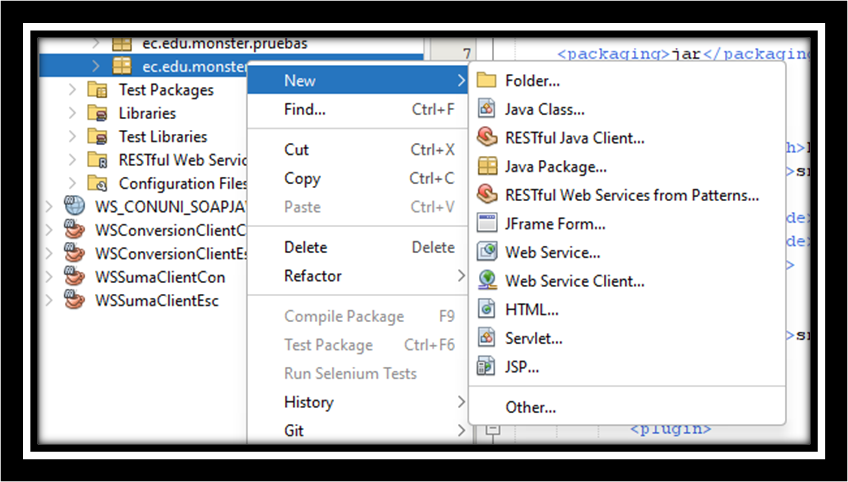 ec.edu.monster.pruebas
ec.edu.monster
Test Packages
Libraries
Test Libraries
RESTful Web Servic
Configuration Files
WS_CONUNI_SOAPJA
WSConversionClientC
WSConversionClientEs
WSSumaClientCon
WSSumaClientEsc
New
Find... Ctrl+F
Cut Ctrl+X
Copy Ctrl+C
Paste Ctrl+V
Delete Delete
Refactor
Compile Package F9
Test Package Ctrl+F6
Run Selenium Tests
History
Git
Folder...
Java Class...
RESTful Java Client...
Java Package...
RESTful Web Services from Patterns...
JFrame Form...
Web Service...
Web Service Client...
HTML...
Servlet...
JSP...
Other...
7
<packaging>jar</packaging
<plugin>